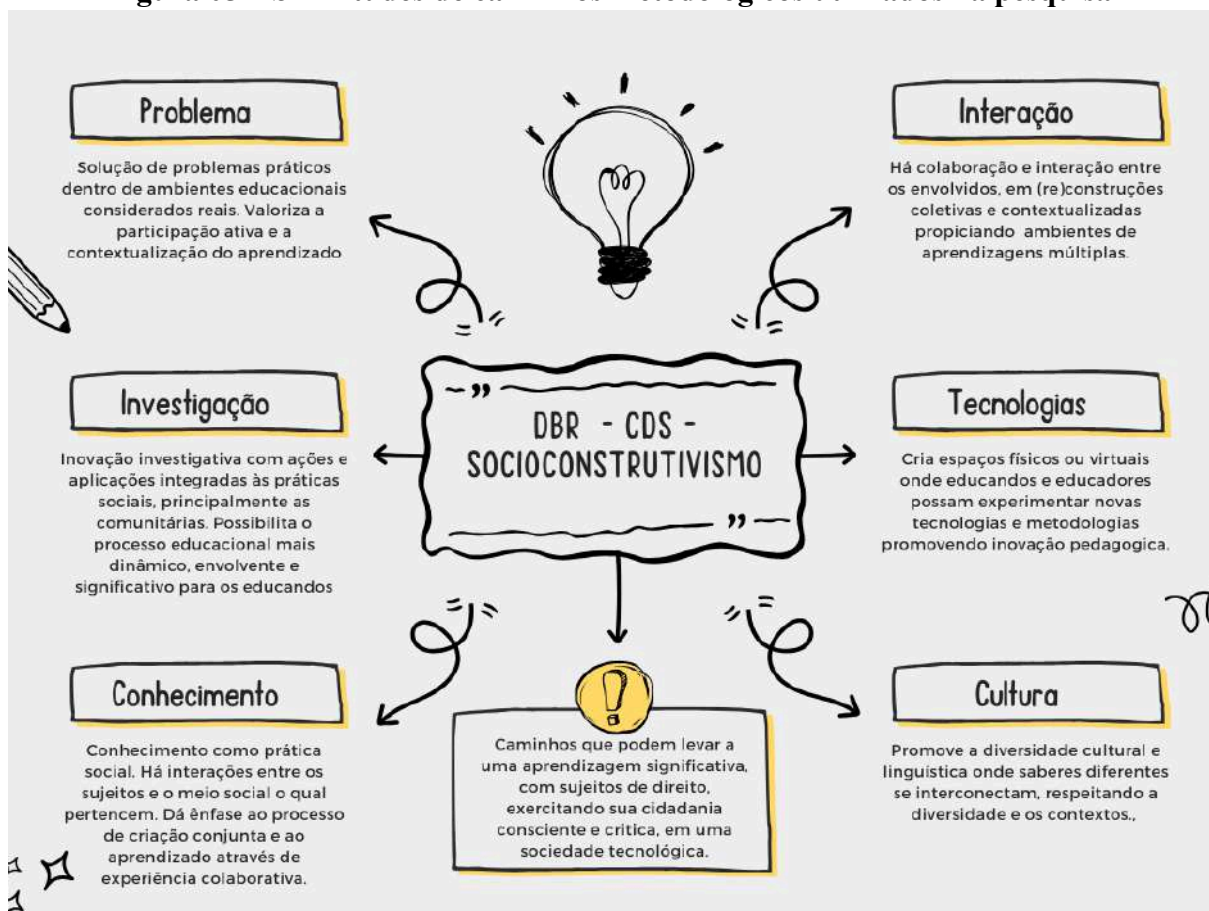 Problema
Solução de problemas práticos
dentro de ambientes educacionais
considerados reais. Valoriza a
participação ativa e a
contextualização do aprendizado
Interação
Há colaboração e interação entre
os envolvidos, em (re)construções
coletivas e contextualizadas
propiciando ambientes de
aprendizagens múltiplas.
Investigação
Inovação investigativa com ações e
aplicações integradas às práticas
sociais, principalmente as
comunitárias. Possibilita o
processo educacional mais
dinâmico, envolvente e
significativo para os educandos
DBR - CDS -
SOCIOCONSTRUTIVISMO
Tecnologias
Cria espaços físicos ou virtuais
onde educandos e educadores
possam experimentar novas
tecnologias e metodologias
promovendo inovação pedagogica.
Conhecimento
Conhecimento como prática
social. Há interações entre os
sujeitos e o meio social o qual
pertencem. Dá ênfase ao processo
de criação conjunta e ao
aprendizado através de
experiência colaborativa.
Caminhos que podem levar a
uma aprendizagem significativa,
com sujeitos de direito,
exercitando sua cidadania
consciente e critica, em uma
sociedade tecnológica.
Cultura
Promove a diversidade cultural e
linguística onde saberes diferentes
se interconectam, respeitando a
diversidade e os contextos.,